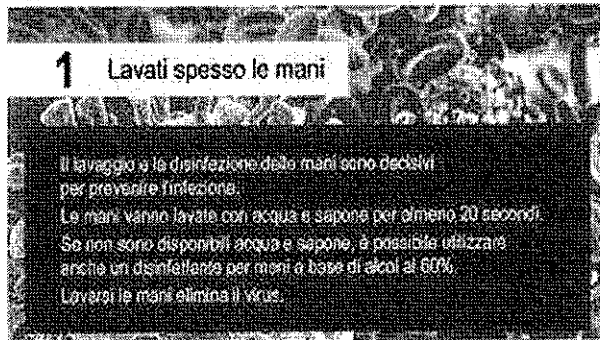 1 Lavati spesso le mani
Il lavaggio e la disinfezione delle mani sono decisivi
per prevenire l'infezione.
Le mani vanno lavate con acqua e sapone per almeno 20 secondi.
Se non sono disponibili acqua e sapone, è possibile utilizzare
anche un disinfettante per mani a base di alcol al 60%.
Lavarsi le mani elimina il virus.